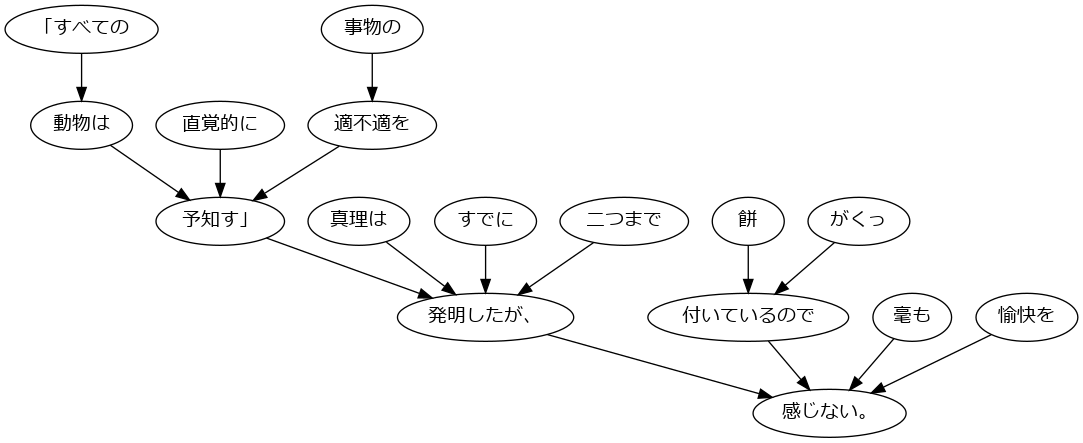 「すべての
事物の
動物は
直覚的に
適不適を
予知す」
真理は
すでに
二つまで
餅
がくっ
発明したが、
付いているので
毫も
愉快を
感じない。